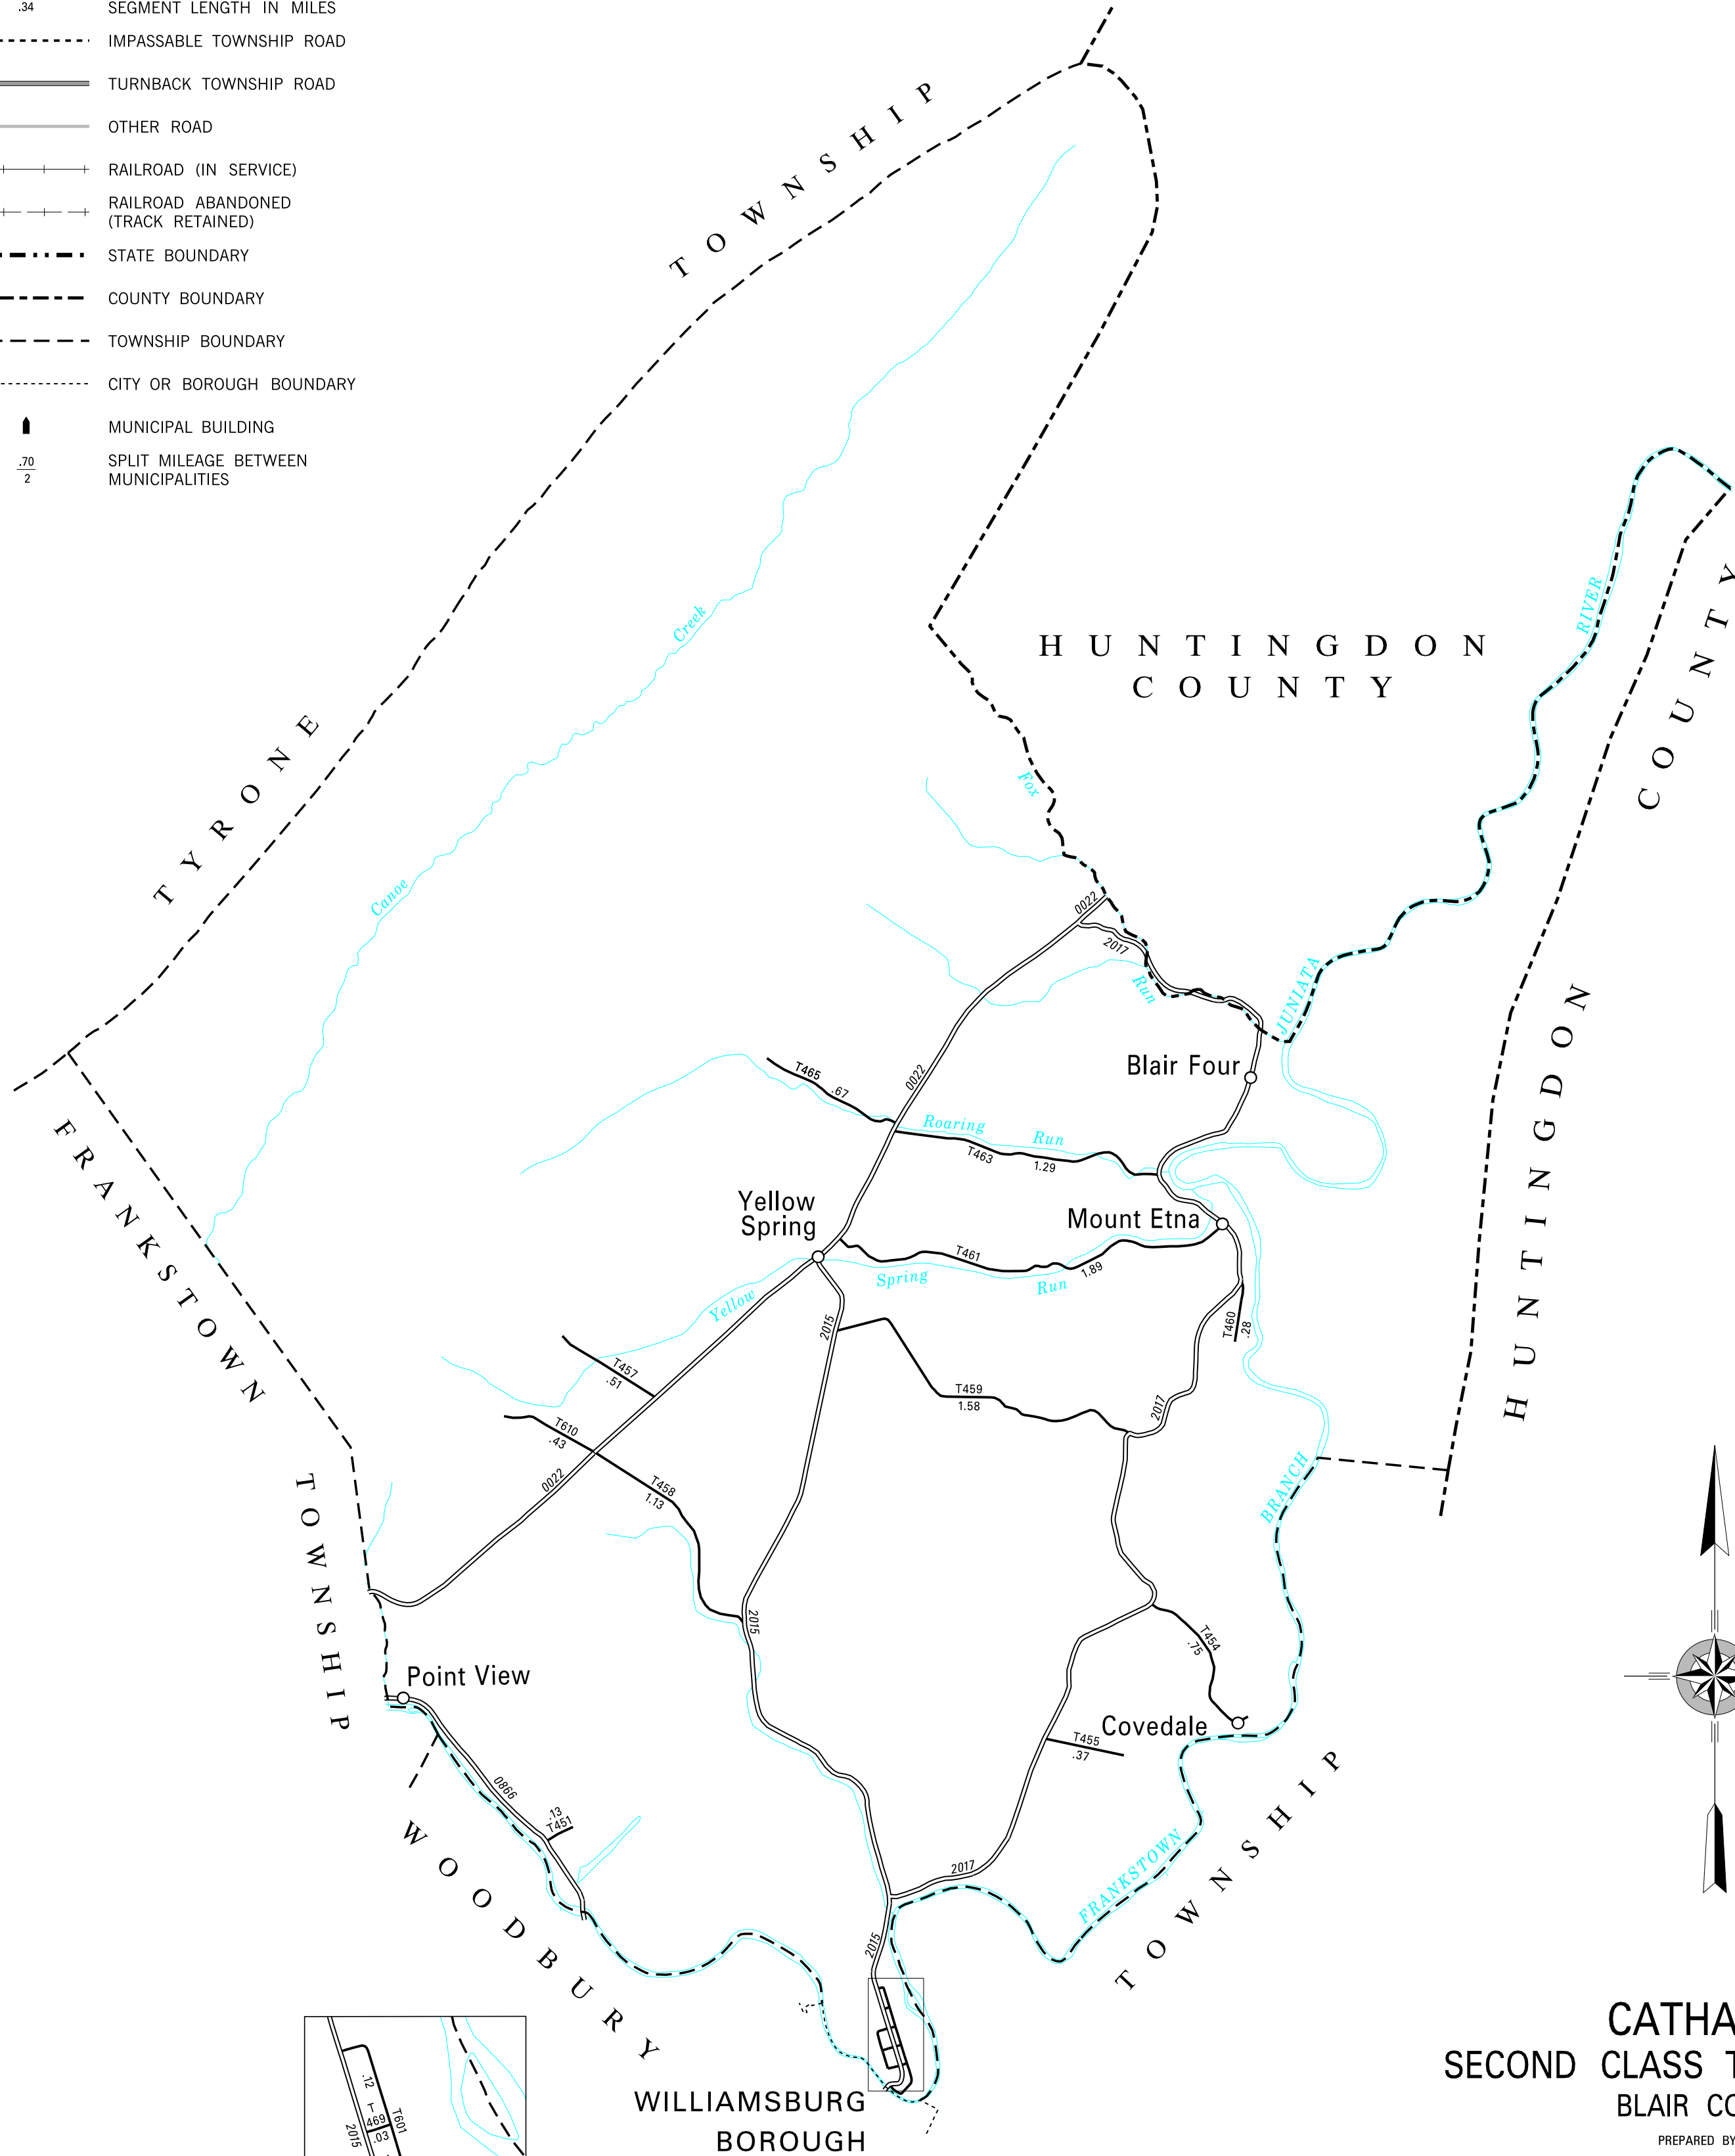 .34 SEGMENT LENGTH IN MILES
IMPASSABLE TOWNSHIP ROAD
TURNBACK TOWNSHIP ROAD
OTHER ROAD
RAILROAD (IN SERVICE)
RAILROAD ABANDONED
(TRACK RETAINED)
STATE BOUNDARY
COUNTY BOUNDARY
TOWNSHIP BOUNDARY
CITY OR BOROUGH BOUNDARY
MUNICIPAL BUILDING
.70
2
SPLIT MILEAGE BETWEEN
MUNICIPALITIES
TYRONE TOWNSHIP
HUNTINGDON
COUNTY
HUNTINGDON COUNTY
Creek
Canoe
RIVER
JUNIATA
BRANCH
FRANKSTOWN
Fox
Run
0022
2017
Blair Four
T465
.67
0022
Roaring Run
T463
1.29
Yellow
Spring
Mount Etna
T461
1.89
Yellow Spring Run
T460
.28
2015
T459
1.58
2017
T457
.51
T610
.43
T458
1.13
0022
FRANKSTOWN TOWNSHIP
2015
T454
.75
Point View
Covedale
T455
.37
0866
.13
T451
2017
WOODBURY TOWNSHIP
2015
WILLIAMSBURG
BOROUGH
.12
T601
T
469
.03
2015
CATHA
SECOND CLASS T
BLAIR CO
PREPARED BY